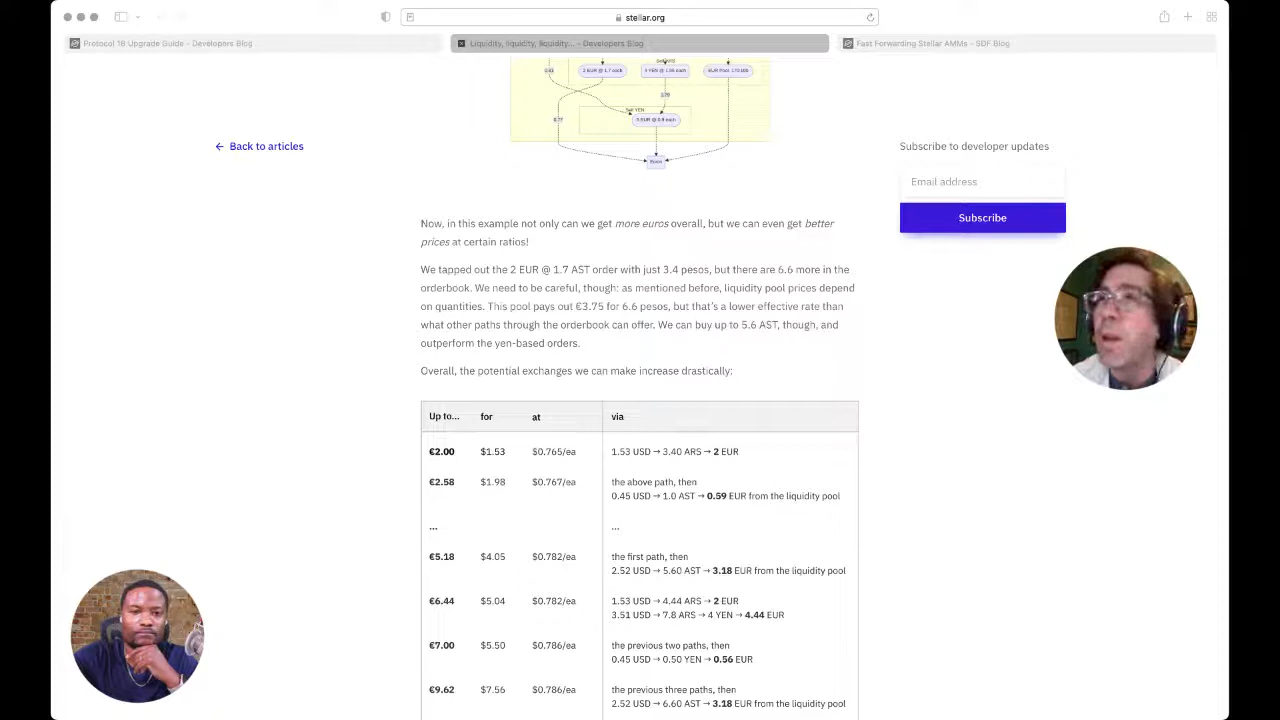 stellar.org
Protocol 18 Upgrade Guide - Developers Blog
Liquidity, liquidity, liquidity... - Developers Blog
Fast Forwarding Stellar AMMs - SDF Blog
2 EUR @ 1.7 each
Sell YEN
5 EUR @ 0.9 each
Euros
← Back to articles
Subscribe to developer updates
Email address
Subscribe
Now, in this example not only can we get more euros overall, but we can even get better
prices at certain ratios!
We tapped out the 2 EUR @ 1.7 AST order with just 3.4 pesos, but there are 6.6 more in the
orderbook. We need to be careful, though: as mentioned before, liquidity pool prices depend
on quantities. This pool pays out €3.75 for 6.6 pesos, but that's a lower effective rate than
what other paths through the orderbook can offer. We can buy up to 5.6 AST, though, and
outperform the yen-based orders.
Overall, the potential exchanges we can make increase drastically:
Up to... for at via
€2.00 $1.53 $0.765/ea 1.53 USD → 3.40 ARS → 2 EUR
€2.58 $1.98 $0.767/ea the above path, then
0.45 USD → 1.0 AST → 0.59 EUR from the liquidity pool
... ...
€5.18 $4.05 $0.782/ea the first path, then
2.52 USD → 5.60 AST → 3.18 EUR from the liquidity pool
€6.44 $5.04 $0.782/ea 1.53 USD → 4.44 ARS → 2 EUR
3.51 USD → 7.8 ARS → 4 YEN → 4.44 EUR
€7.00 $5.50 $0.786/ea the previous two paths, then
0.45 USD → 0.50 YEN → 0.56 EUR
€9.62 $7.56 $0.786/ea the previous three paths, then
2.52 USD → 6.60 AST → 3.18 EUR from the liquidity pool